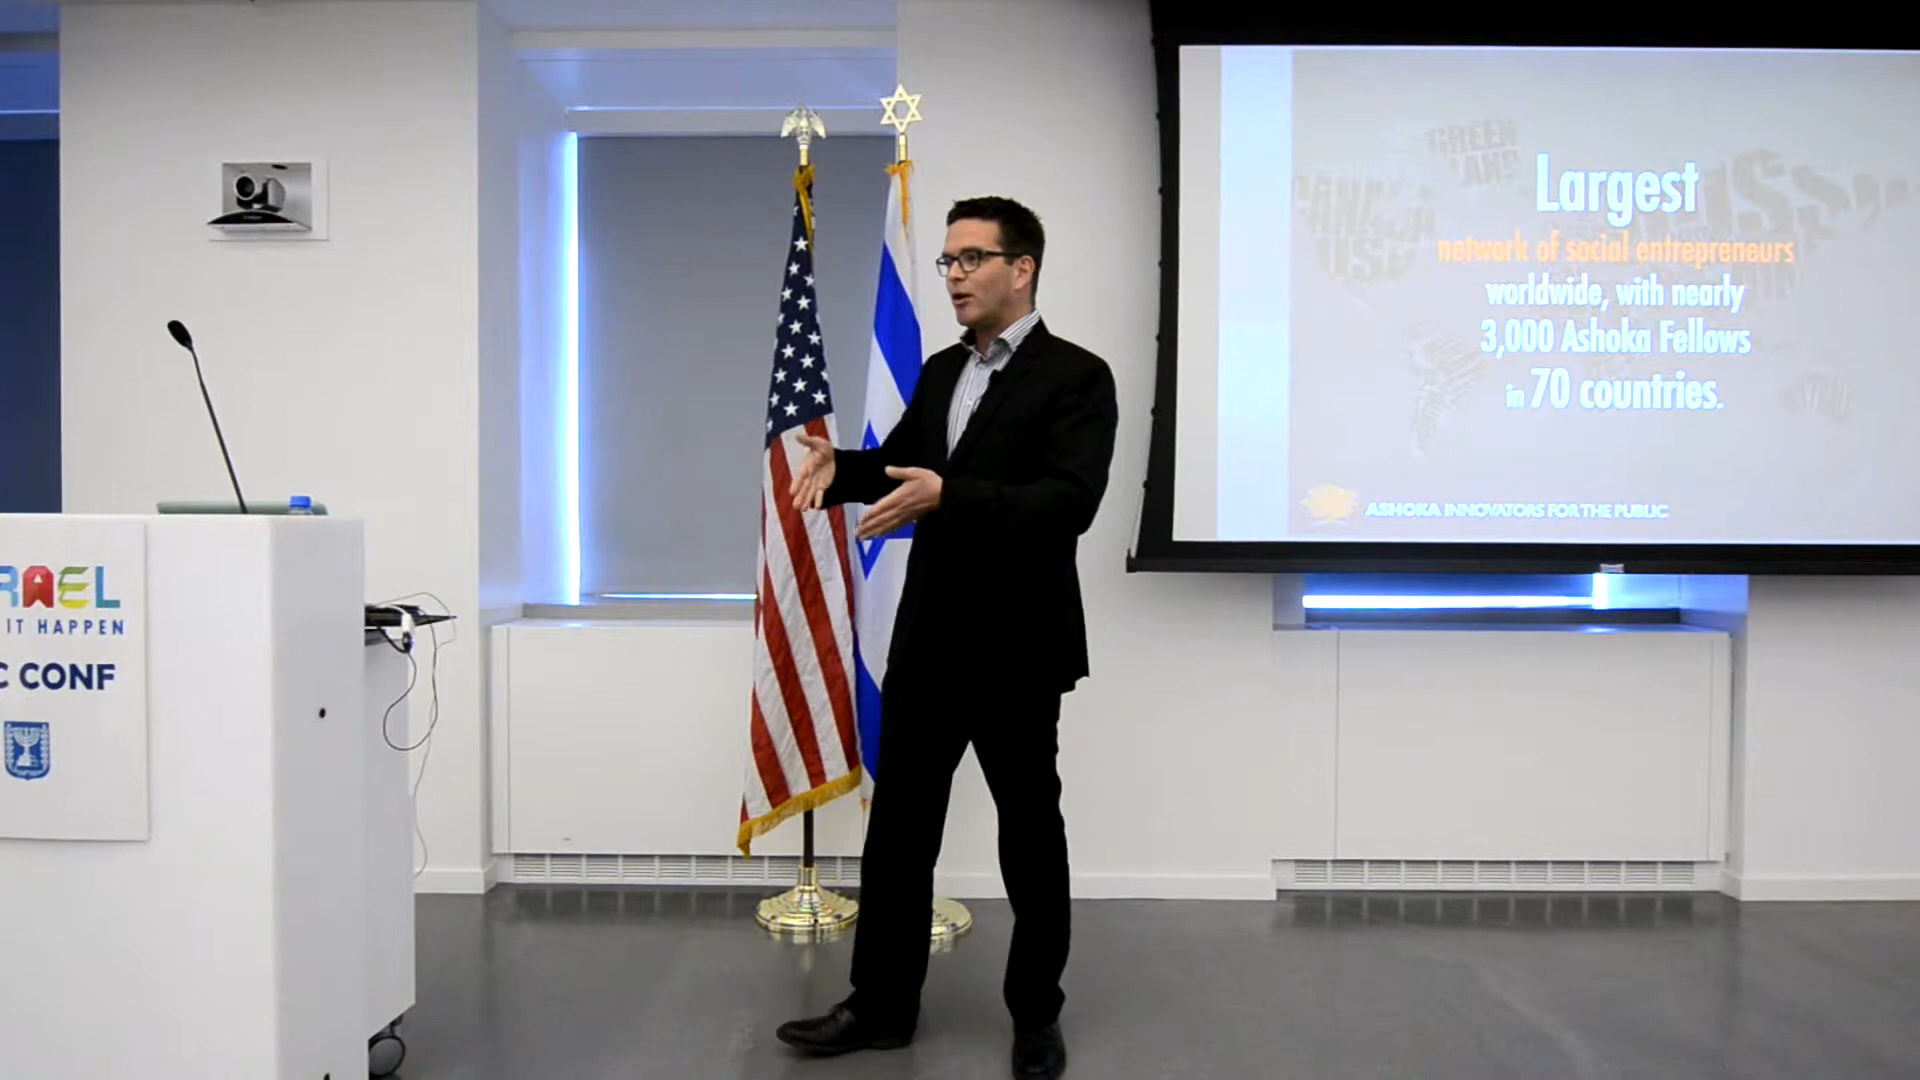 Largest
network of social entrepreneurs
worldwide, with nearly
3,000 Ashoka Fellows
in 70 countries.
ASHOKA INNOVATORS FOR THE PUBLIC
RAEL
IT HAPPEN
C CONF